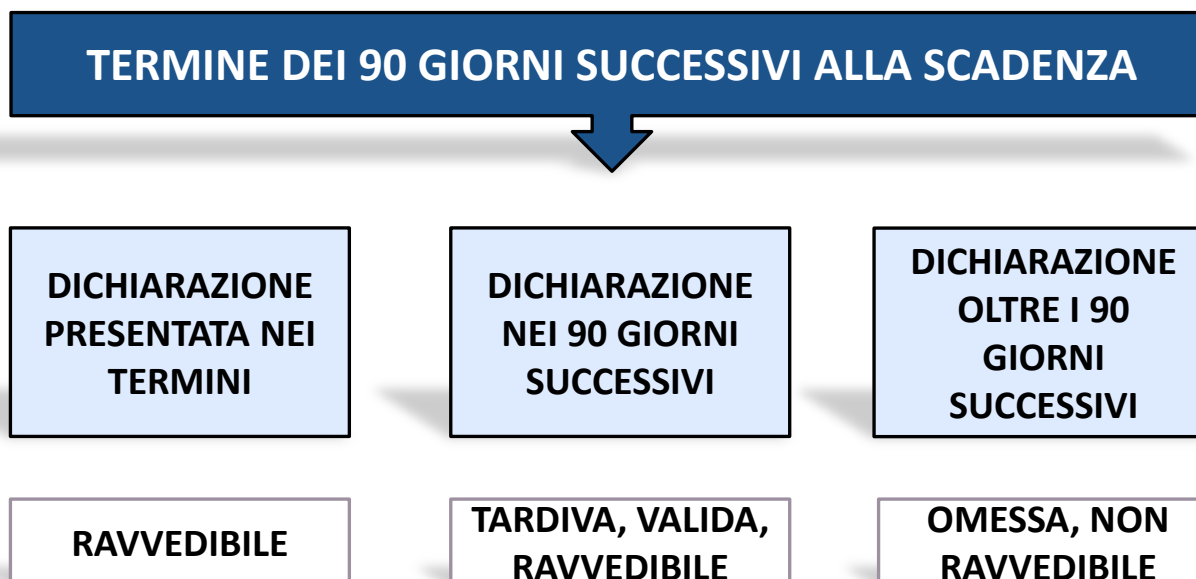 TERMINE DEI 90 GIORNI SUCCESSIVI ALLA SCADENZA
DICHIARAZIONE
PRESENTATA NEI
TERMINI
DICHIARAZIONE
NEI 90 GIORNI
SUCCESSIVI
DICHIARAZIONE
OLTRE I 90
GIORNI
SUCCESSIVI
RAVVEDIBILE
TARDIVA, VALIDA,
RAVVEDIBILE
OMESSA, NON
RAVVEDIBILE